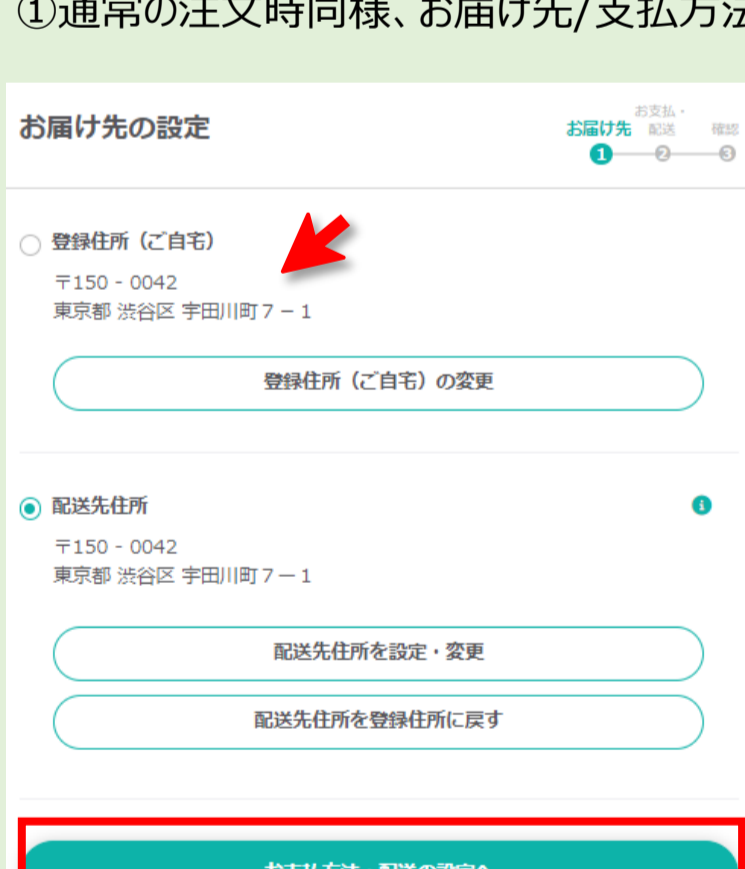 ①通常の注文時同様、お届け先/支払方法
お届け先の設定
お支払・
お届け先 配送 確認
1 2 3
登録住所（ご自宅）
〒150 - 0042
東京都 渋谷区 宇田川町７－１
登録住所（ご自宅）の変更
配送先住所
i
〒150 - 0042
東京都 渋谷区 宇田川町７ー１
配送先住所を設定・変更
配送先住所を登録住所に戻す